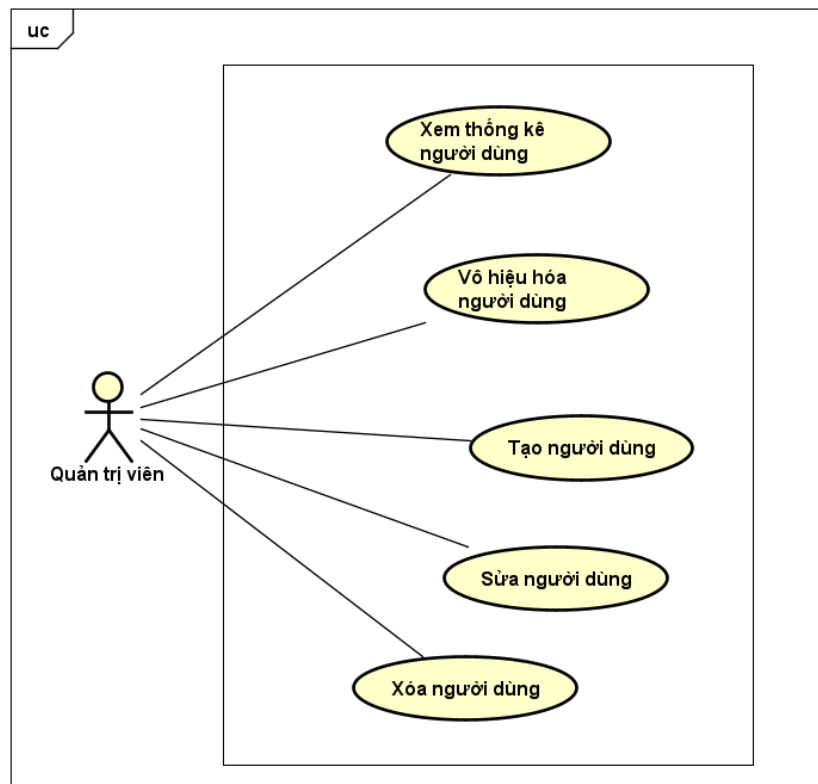 uc
Xem thống kê
người dùng
Vô hiệu hóa
người dùng
Tạo người dùng
Quản trị viên
Sửa người dùng
Xóa người dùng